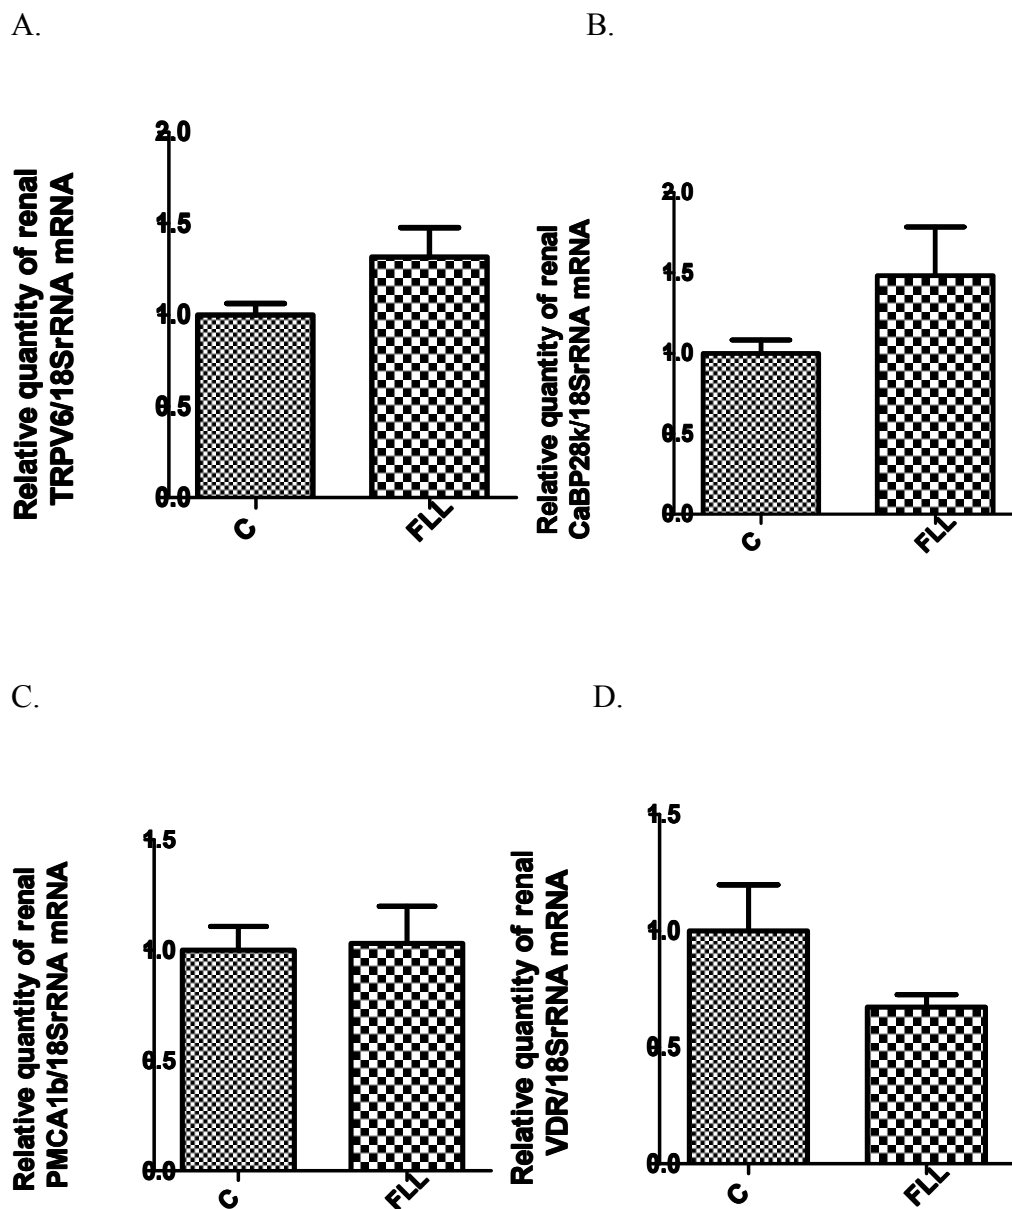 A.
Relative quantity of renal
TRPV6/18SrRNA mRNA
2.0
1.5
1.0
0.5
0.0
C
FLL
B.
Relative quantity of renal
CaBP28k/18SrRNA mRNA
2.0
1.5
1.0
0.5
0.0
C
FLL
C.
Relative quantity of renal
PMCA1b/18SrRNA mRNA
1.5
1.0
0.5
0.0
C
FLL
D.
Relative quantity of renal
VDR/18SrRNA mRNA
1.5
1.0
0.5
0.0
C
FLL